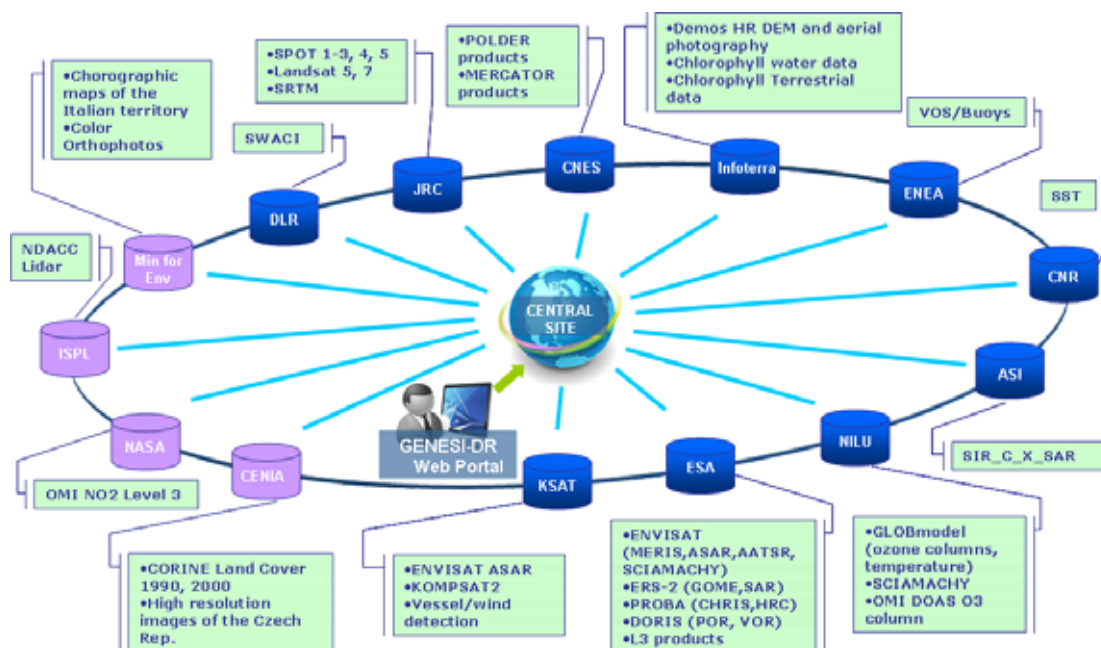 •Chorographic
maps of the
Italian territory
•Color
Orthophotos
•SPOT 1-3, 4, 5
•Landsat 5, 7
•SRTM
•POLDER
products
•MERCATOR
products
•Demos HR DEM and aerial
photography
•Chlorophyll water data
•Chlorophyll Terrestrial
data
VOS/Buoys
SWACI
SST
NDACC
Lidar
Min for
Env
DLR
JRC
CNES
Infoterra
ENEA
CNR
CENTRAL
SITE
ISPL
ASI
NASA
CENIA
GENESI-DR
Web Portal
KSAT
ESA
NILU
OMI NO2 Level 3
SIR_C_X_SAR
•CORINE Land Cover
1990, 2000
•High resolution
images of the Czech
Rep.
•ENVISAT ASAR
•KOMPSAT2
•Vessel/wind
detection
•ENVISAT
(MERIS,ASAR,AATSR,
SCIAMACHY)
•ERS-2 (GOME,SAR)
•PROBA (CHRIS,HRC)
•DORIS (POR, VOR)
•L3 products
•GLOBmodel
(ozone columns,
temperature)
•SCIAMACHY
•OMI DOAS O3
column